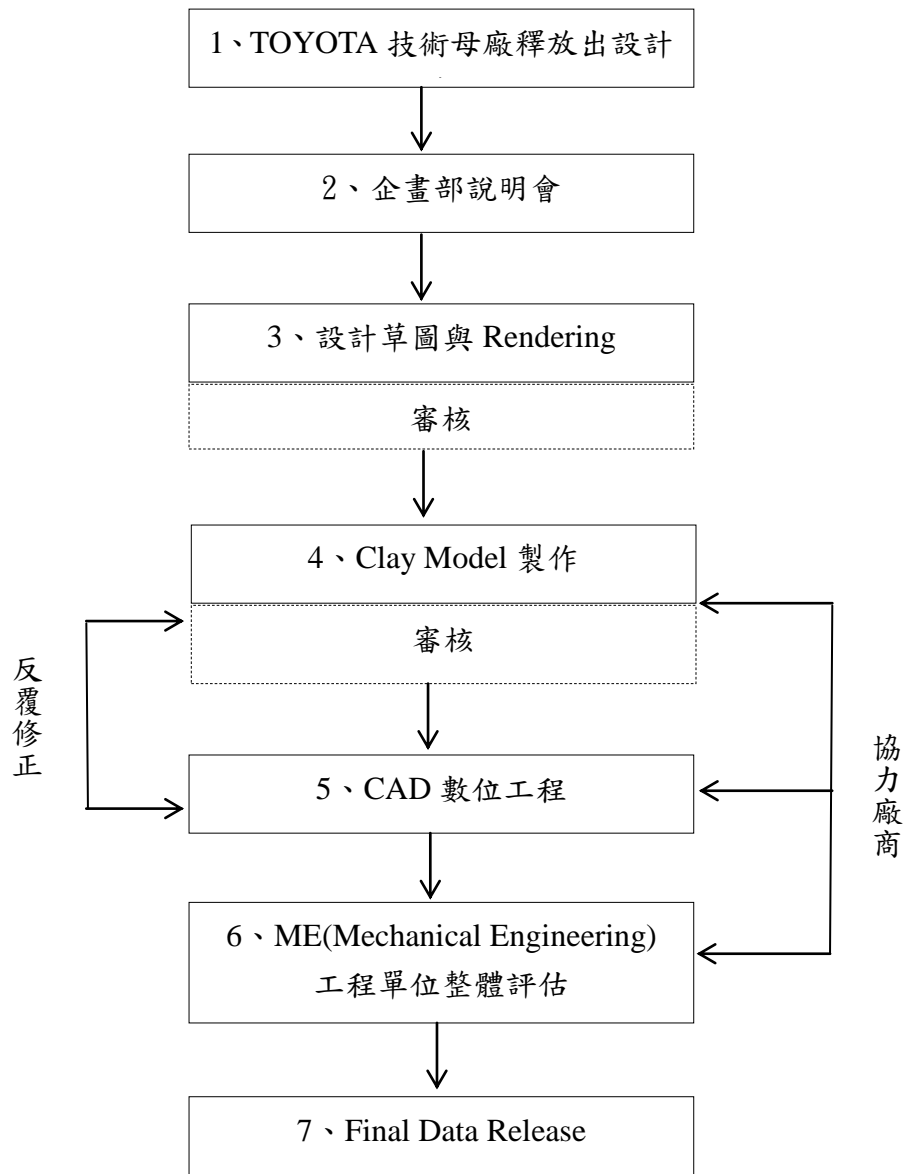 1、TOYOTA 技術母廠釋放出設計
2、企畫部說明會
3、設計草圖與 Rendering
審核
4、Clay Model 製作
審核
反覆修正
5、CAD 數位工程
協力廠商
6、ME(Mechanical Engineering)
工程單位整體評估
7、Final Data Release